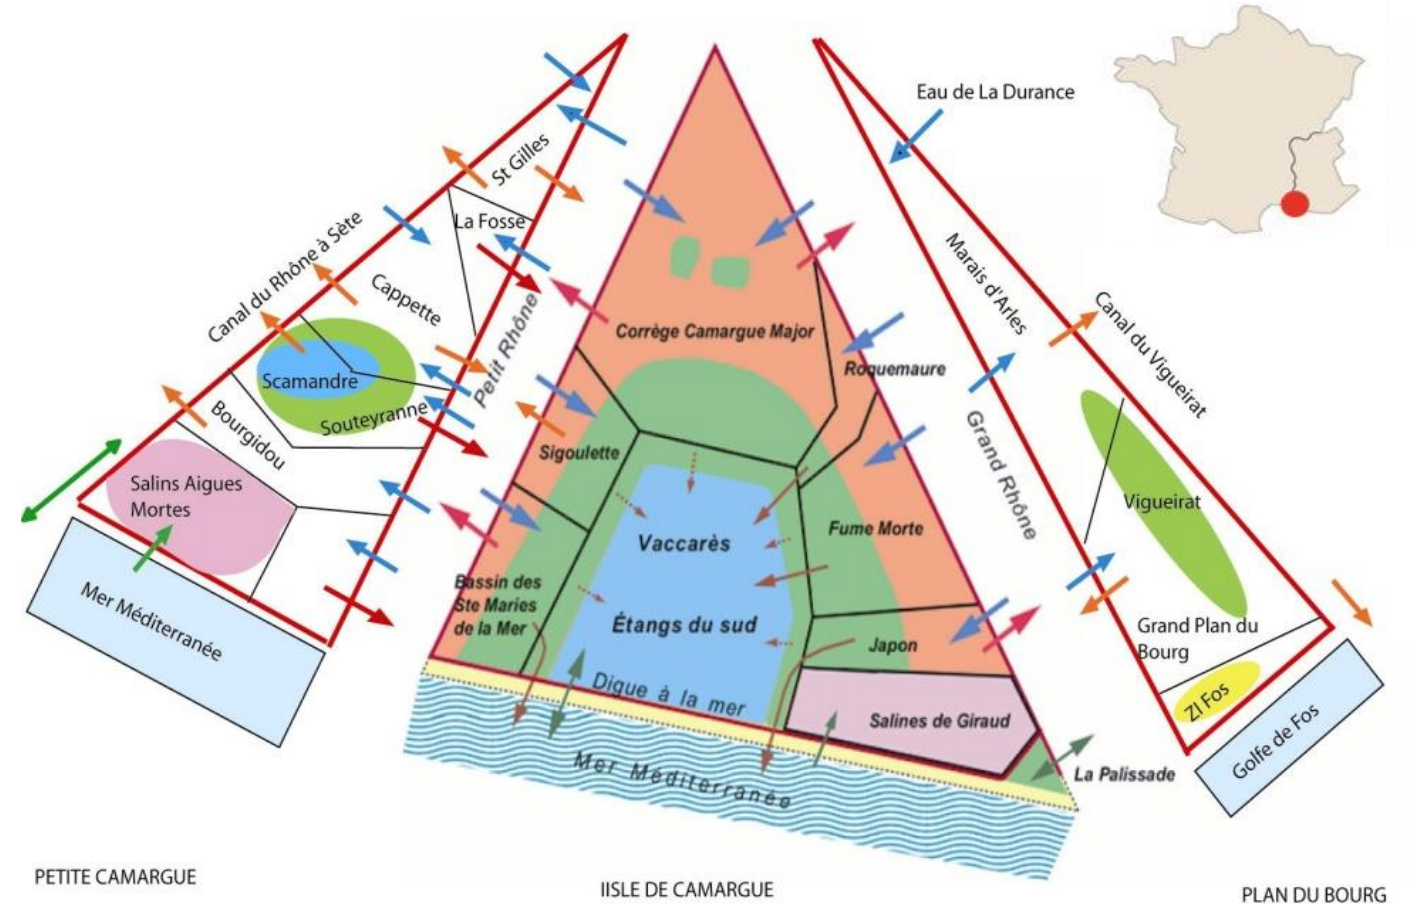 Eau de La Durance
St Gilles
La Fosse
Canal du Rhône à Sète
Cappette
Petit Rhône
Scamandre
Souteyranne
Bourgidou
Salins Aigues
Mortes
Mer Méditerranée
Corrège Camargue Major
Roquemaure
Sigoulette
Vaccarès
Fume Morte
Bassin des
Ste Maries
de la Mer
Étangs du sud
Japon
Digue à la mer
Salines de Giraud
Mer Méditerranée
La Palissade
Grand Rhône
Marais d'Arles
Canal du Vigueirat
Vigueirat
Grand Plan du
Bourg
ZI Fos
Golfe de Fos
PETITE CAMARGUE
IISLE DE CAMARGUE
PLAN DU BOURG